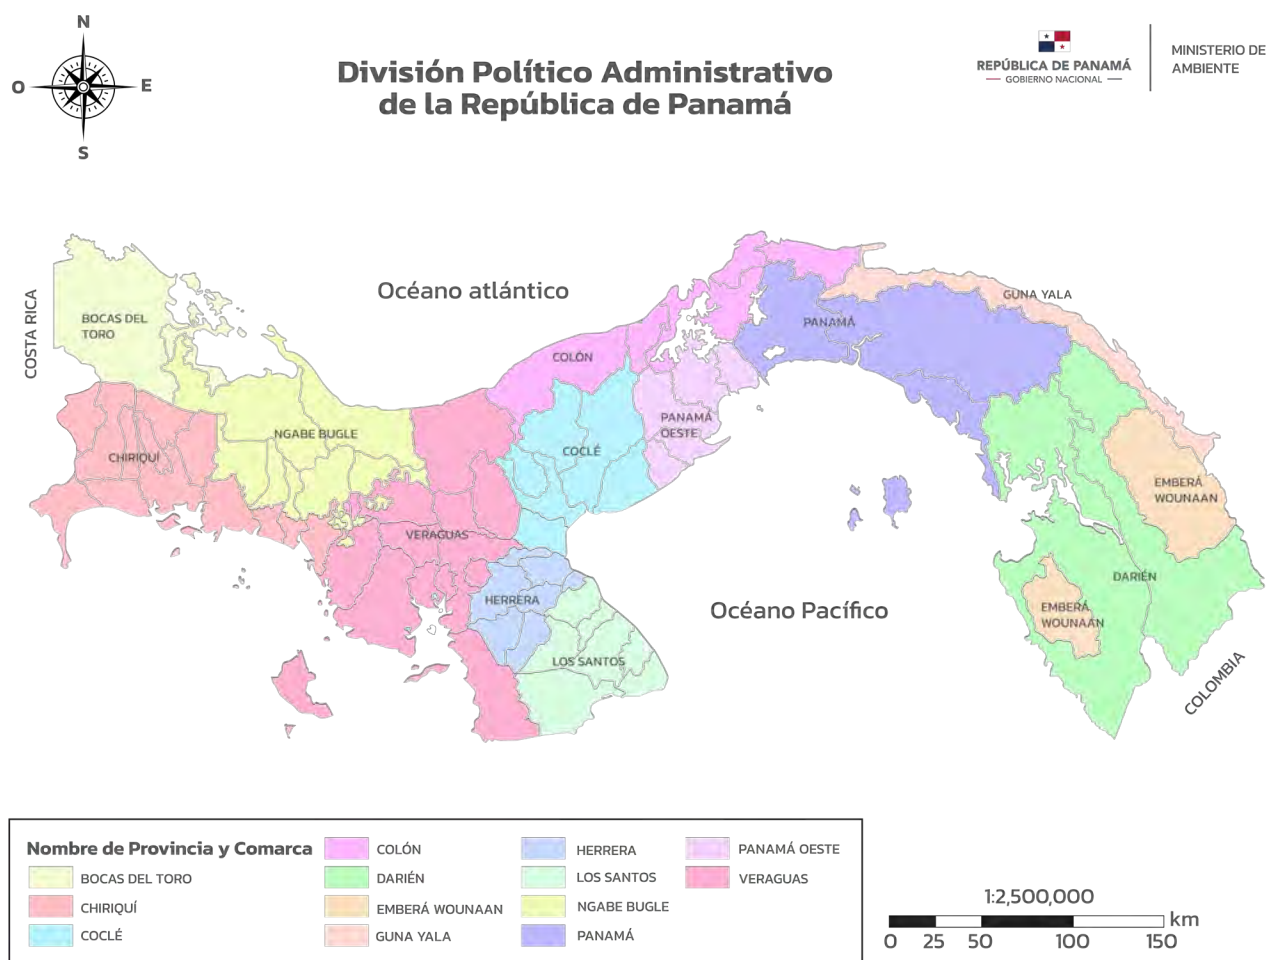 N
O
E
S
División Político Administrativo
de la República de Panamá
REPÚBLICA DE PANAMÁ
GOBIERNO NACIONAL
MINISTERIO DE
AMBIENTE
COSTA RICA
Océano atlántico
GUNA YALA
BOCAS DEL
TORO
PANAMÁ
COLÓN
PANAMÁ
OESTE
NGABE BUGLE
COCLÉ
CHIRIQUÍ
EMBERÁ
WOUNAAN
VERAGUAS
DARIÉN
HERRERA
Océano Pacífico
EMBERÁ
WOUNAAN
LOS SANTOS
COLOMBIA
Nombre de Provincia y Comarca
BOCAS DEL TORO
CHIRIQUÍ
COCLÉ
COLÓN
DARIÉN
EMBERÁ WOUNAAN
GUNA YALA
HERRERA
LOS SANTOS
NGABE BUGLE
PANAMÁ
PANAMÁ OESTE
VERAGUAS
1:2,500,000
km
0 25 50 100 150